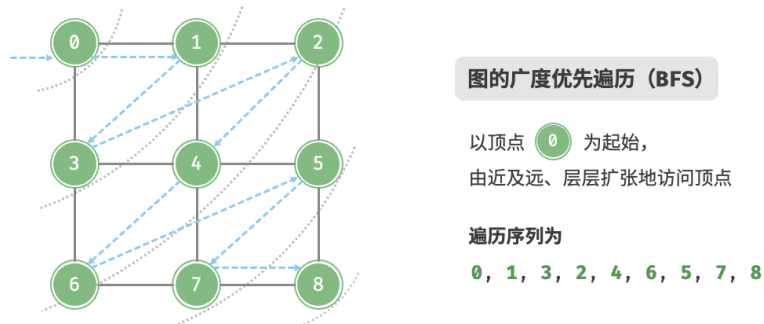 0 1 2
3 4 5
6 7 8
图的广度优先遍历（BFS）
以顶点 0 为起始，
由近及远、层层扩张地访问顶点
遍历序列为
0, 1, 3, 2, 4, 6, 5, 7, 8